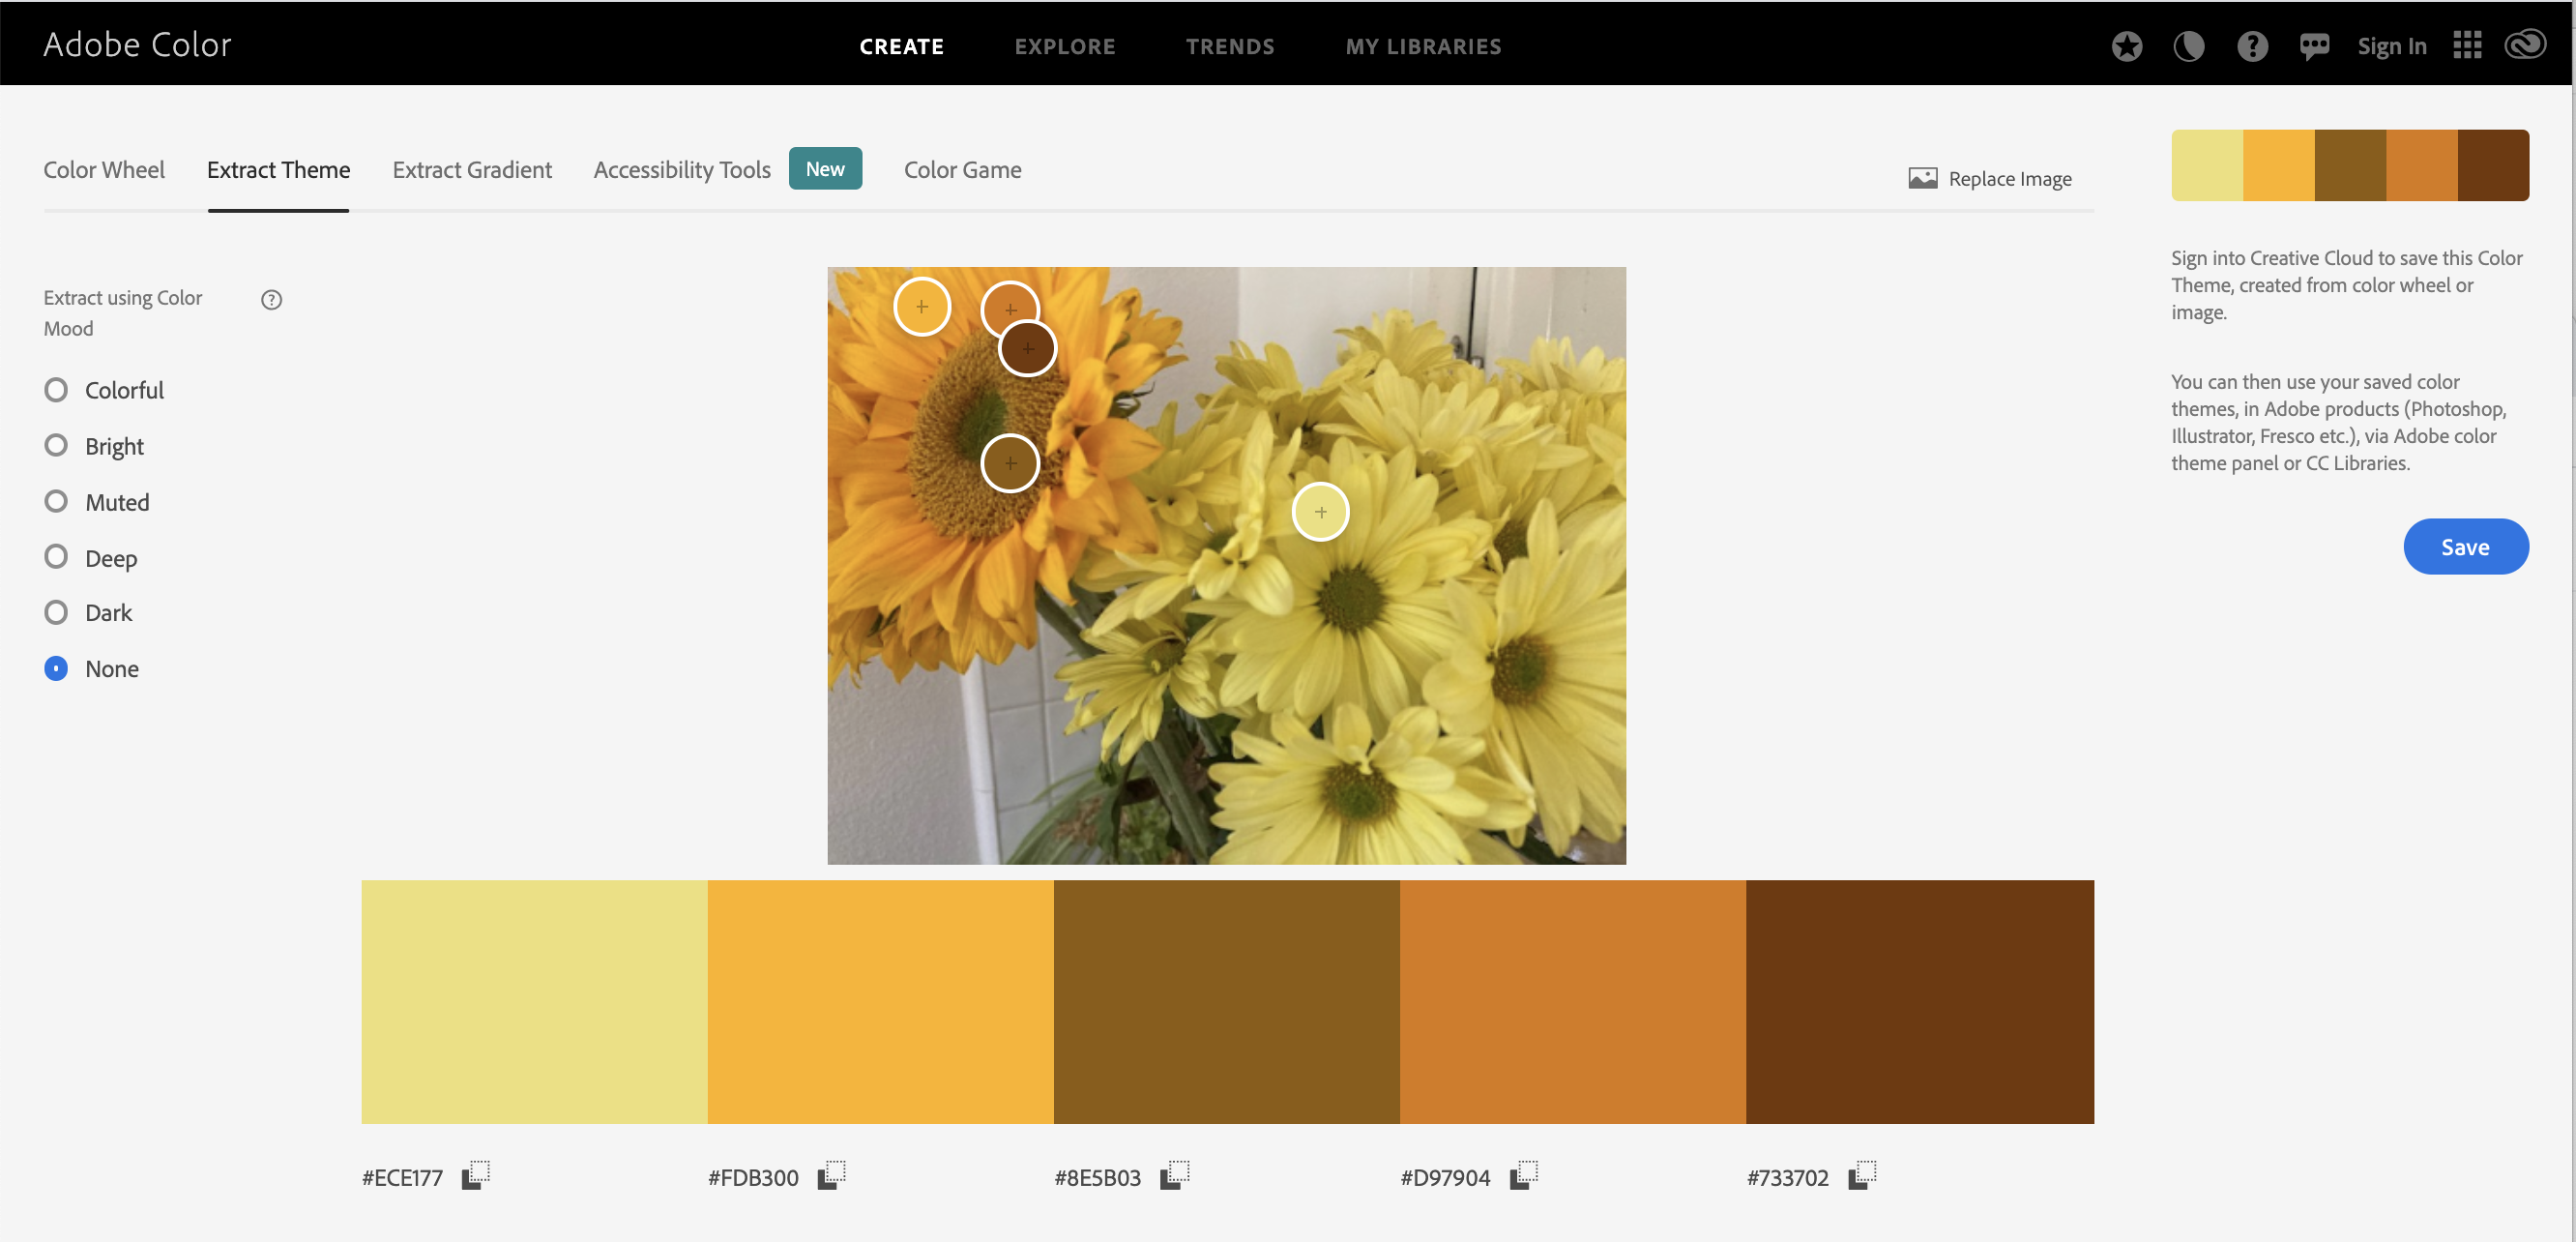 Adobe Color
CREATE
EXPLORE
TRENDS
MY LIBRARIES
Sign In
Color Wheel
Extract Theme
Extract Gradient
Accessibility Tools
New
Color Game
Replace Image
Extract using Color
Mood
Colorful
Bright
Muted
Deep
Dark
None
Sign into Creative Cloud to save this Color
Theme, created from color wheel or
image.
You can then use your saved color
themes, in Adobe products (Photoshop,
Illustrator, Fresco etc.), via Adobe color
theme panel or CC Libraries.
Save
#ECE177
#FDB300
#8E5B03
#D97904
#733702